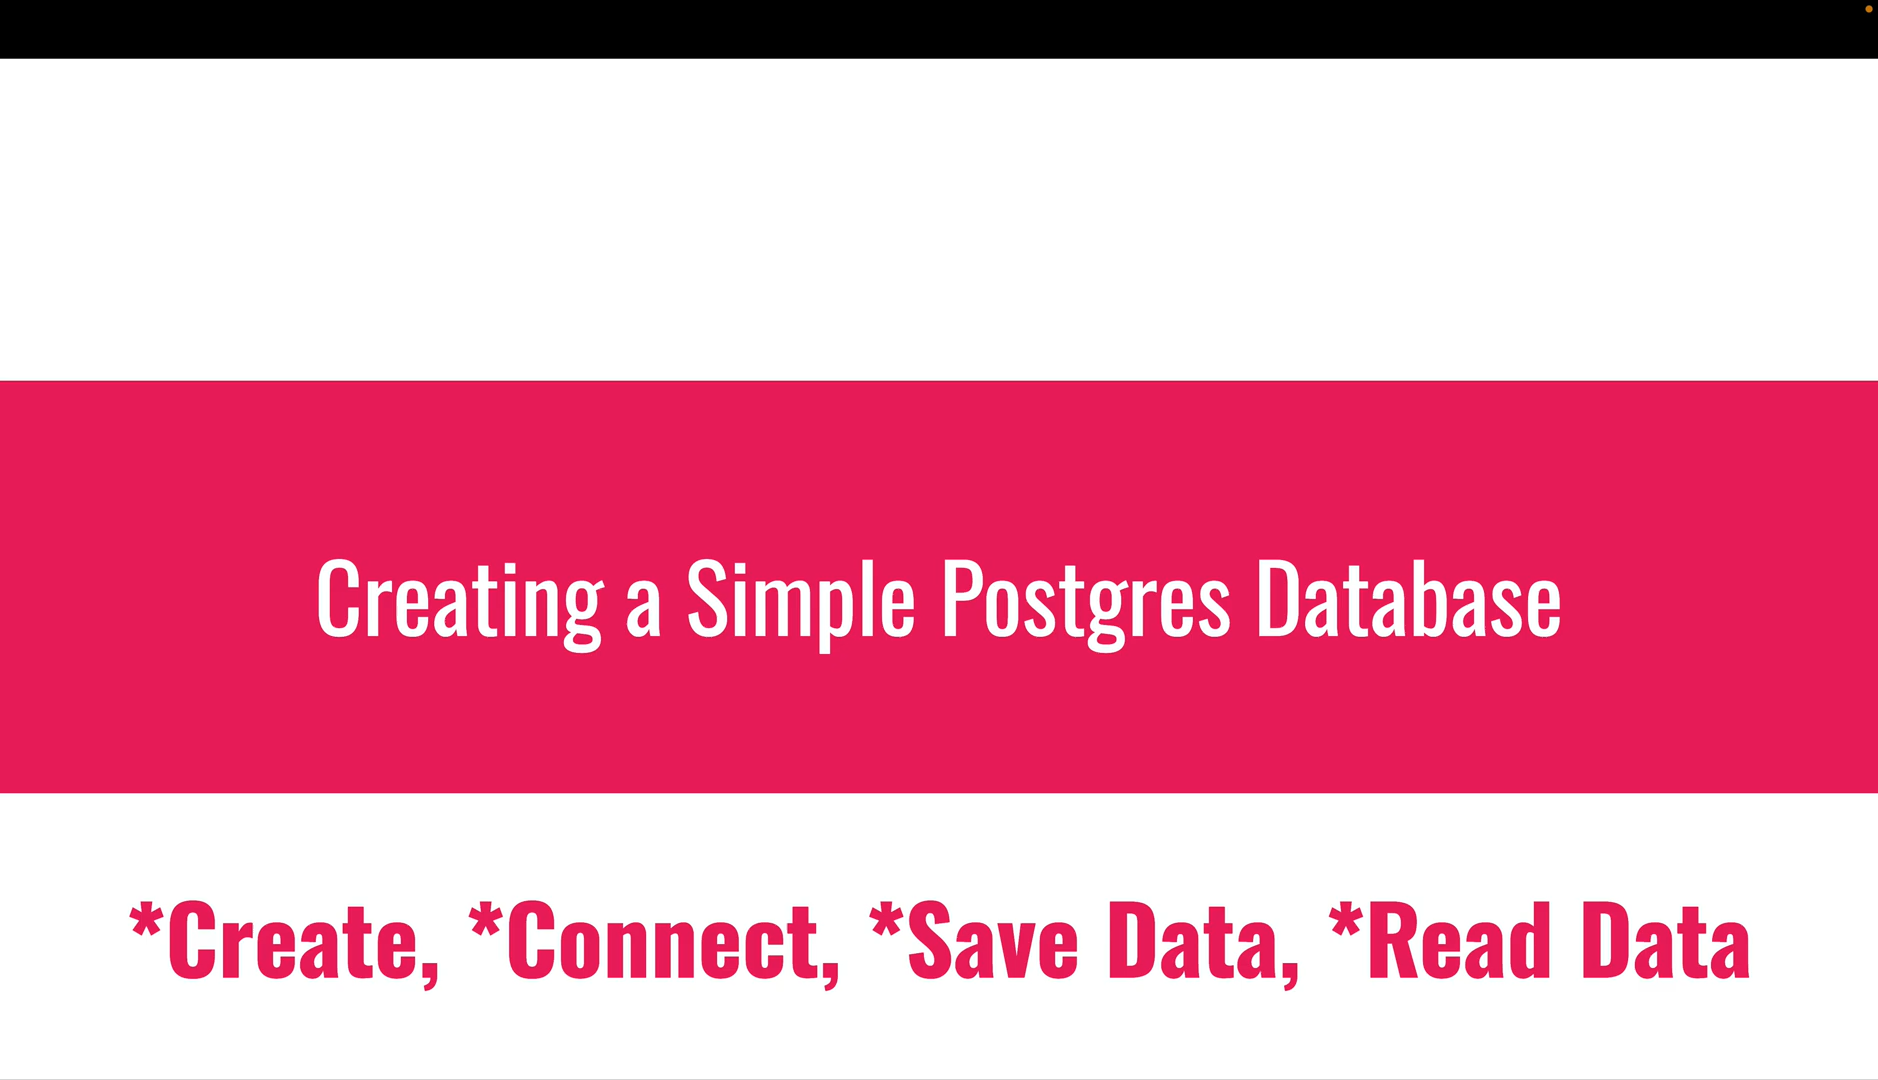 Creating a Simple Postgres Database
*Create, *Connect, *Save Data, *Read Data